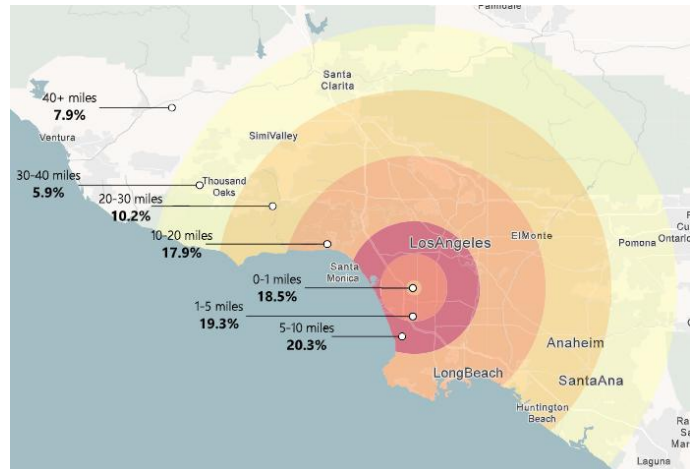 Palmdale
Santa
Clarita
40+ miles
7.9%
Ventura
SimiValley
30-40 miles
5.9%
Thousand
Oaks
20-30 miles
10.2%
10-20 miles
17.9%
LosAngeles
ElMonte
Pomona
Ontario
Santa
Monica
0-1 miles
18.5%
1-5 miles
19.3%
5-10 miles
20.3%
Anaheim
LongBeach
SantaAna
Huntington
Beach
Laguna